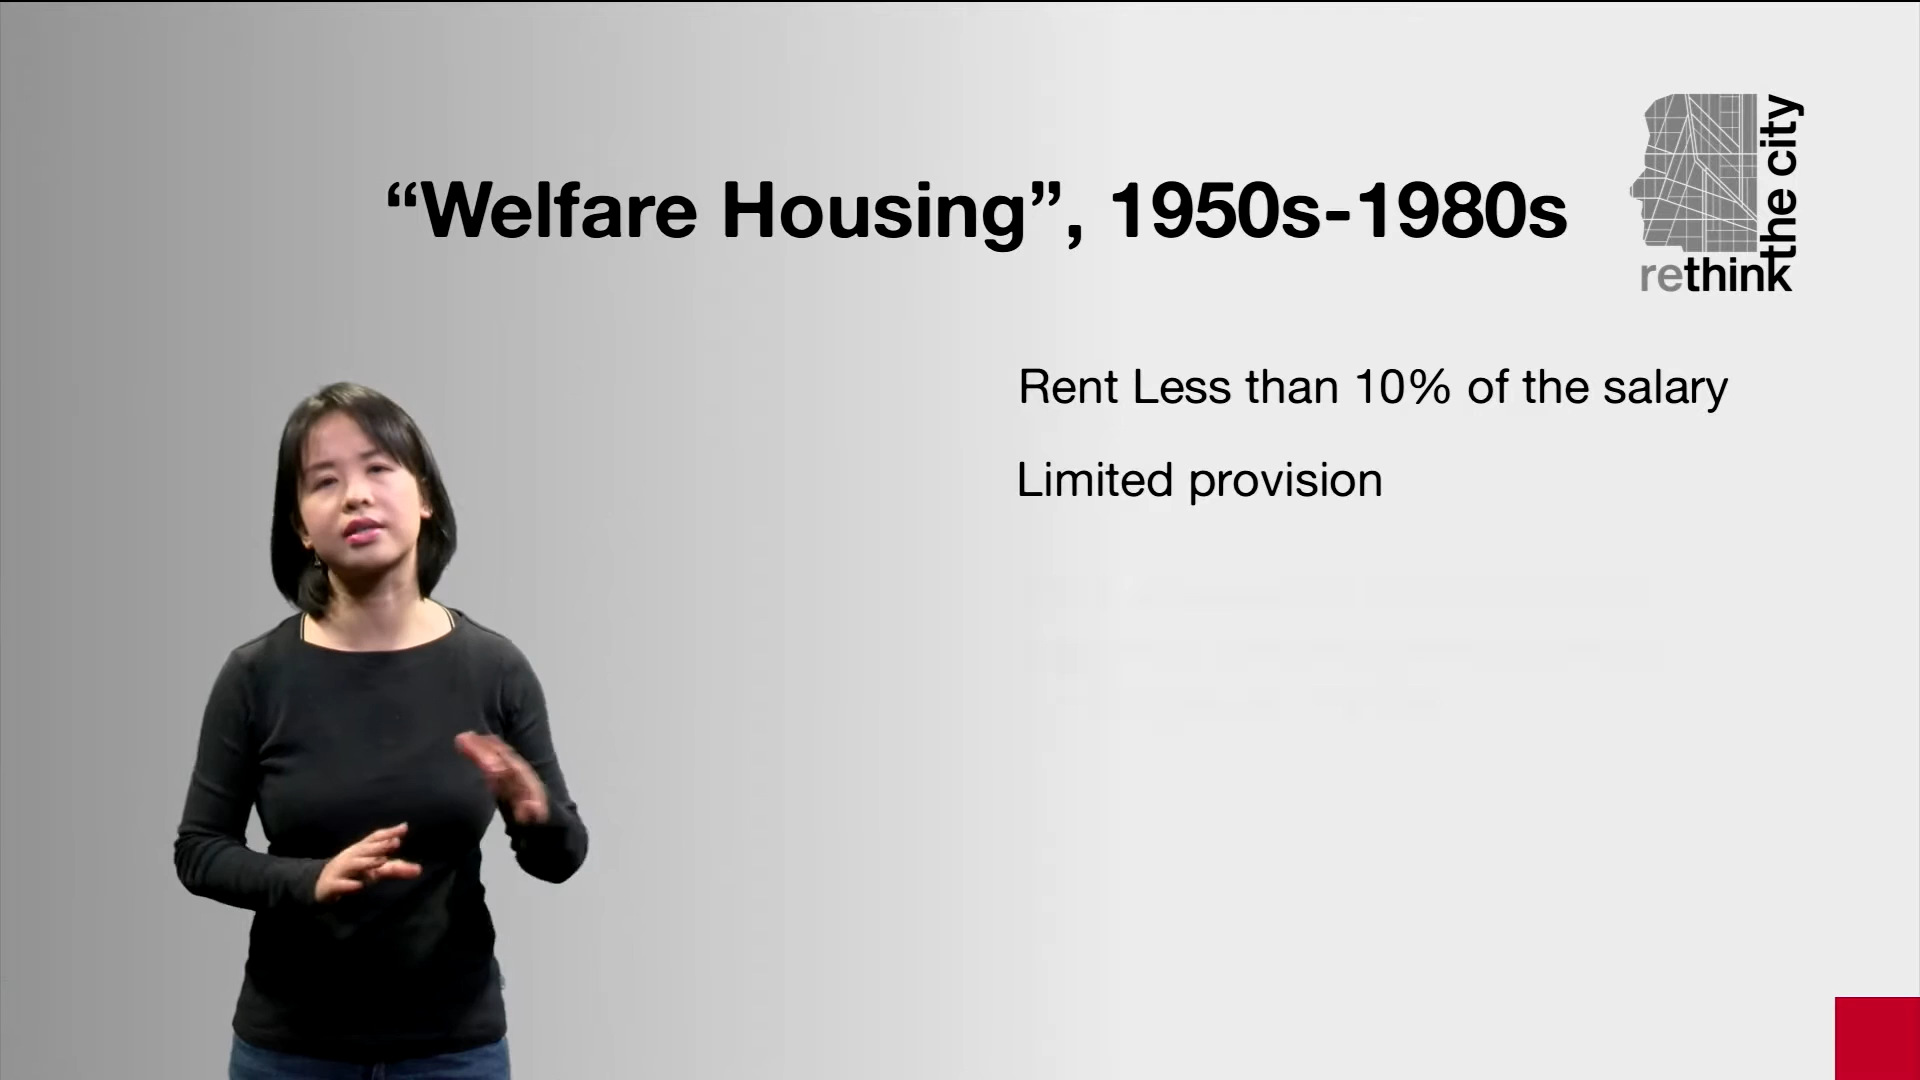 “Welfare Housing”, 1950s-1980s
rethink
the city
Rent Less than 10% of the salary
Limited provision